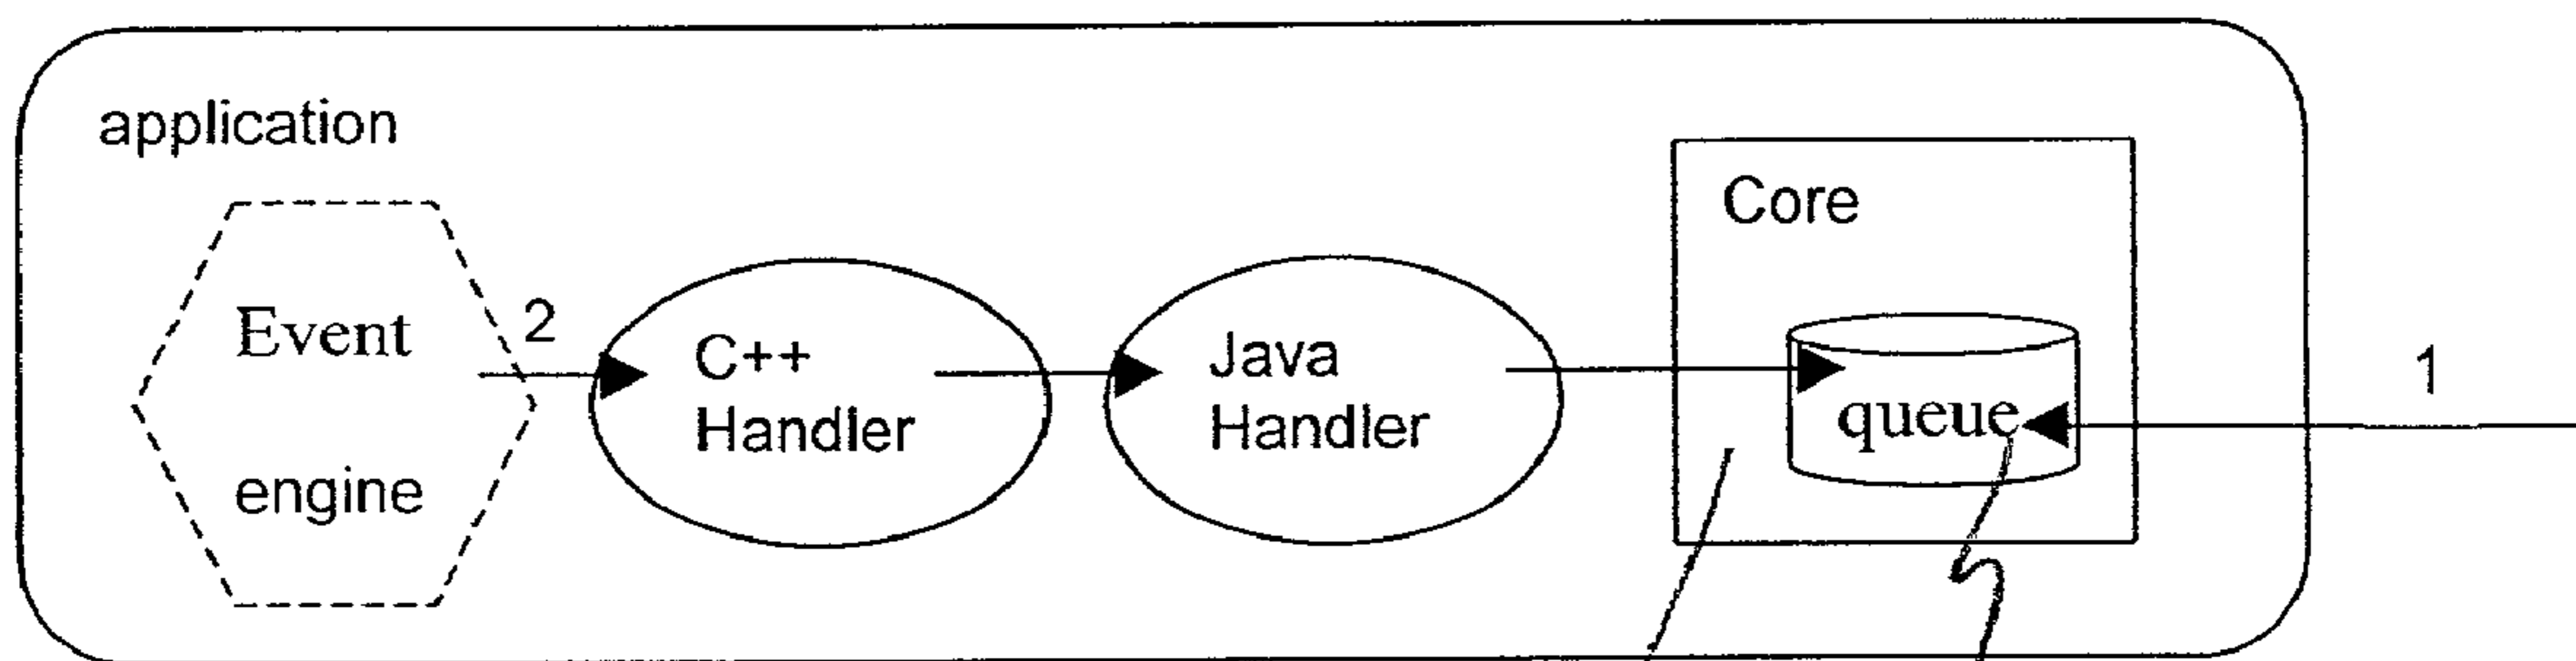 application
Core
Event
engine
2
C++
Handler
Java
Handler
queue
1